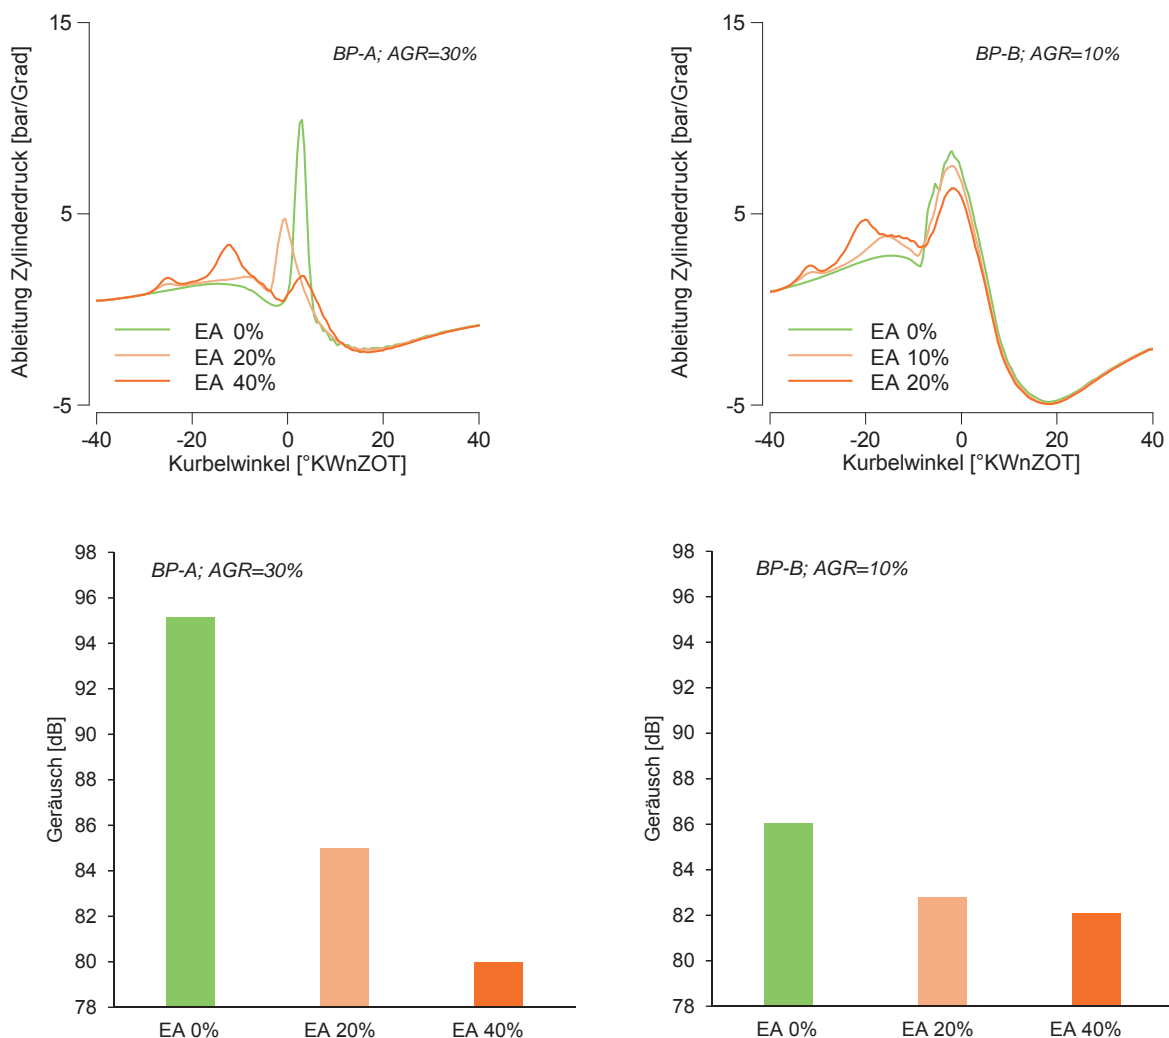 Ableitung Zylinderdruck [bar/Grad]
15
5
-5
BP-A; AGR=30%
EA 0%
EA 20%
EA 40%
-40 -20 0 20 40
Kurbelwinkel [°KWnZOT]
Ableitung Zylinderdruck [bar/Grad]
15
5
-5
BP-B; AGR=10%
EA 0%
EA 10%
EA 20%
-40 -20 0 20 40
Kurbelwinkel [°KWnZOT]
Geräusch [dB]
98
96
94
92
90
88
86
84
82
80
78
BP-A; AGR=30%
EA 0% EA 20% EA 40%
Geräusch [dB]
98
96
94
92
90
88
86
84
82
80
78
BP-B; AGR=10%
EA 0% EA 20% EA 40%